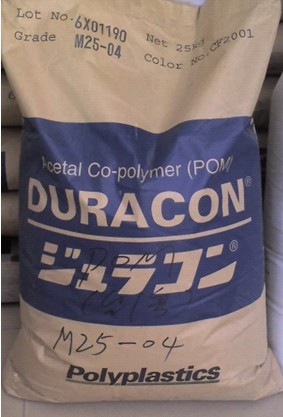 Lot No. 6X01190 Net 25Kg
Grade M25-04 Color No. CF2001
Acetal Co-polymer (POM)
DURACON®
ジュラコン®
POM
M25-04
Polyplastics